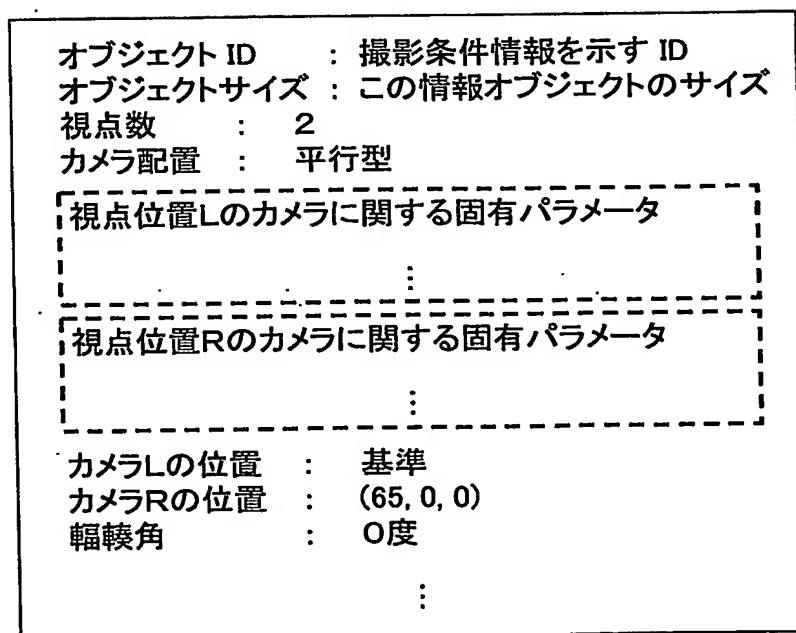 オブジェクト ID : 撮影条件情報を示す ID
オブジェクトサイズ : この情報オブジェクトのサイズ
視点数 : 2
カメラ配置 : 平行型
視点位置Lのカメラに関する固有パラメータ
⋮
視点位置Rのカメラに関する固有パラメータ
⋮
カメラLの位置 : 基準
カメラRの位置 : (65, 0, 0)
輻輳角 : 0度
⋮